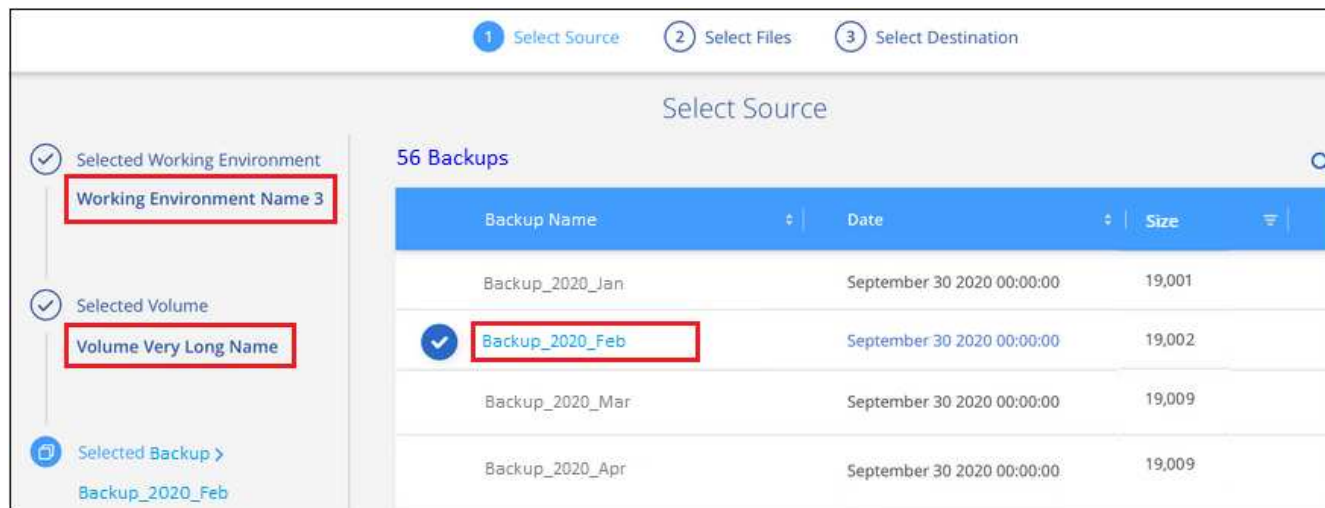 1 Select Source 2 Select Files 3 Select Destination
Select Source
Selected Working Environment
Working Environment Name 3
Selected Volume
Volume Very Long Name
Selected Backup >
Backup_2020_Feb
56 Backups
Backup Name Date Size
Backup_2020_Jan September 30 2020 00:00:00 19,001
Backup_2020_Feb September 30 2020 00:00:00 19,002
Backup_2020_Mar September 30 2020 00:00:00 19,009
Backup_2020_Apr September 30 2020 00:00:00 19,009